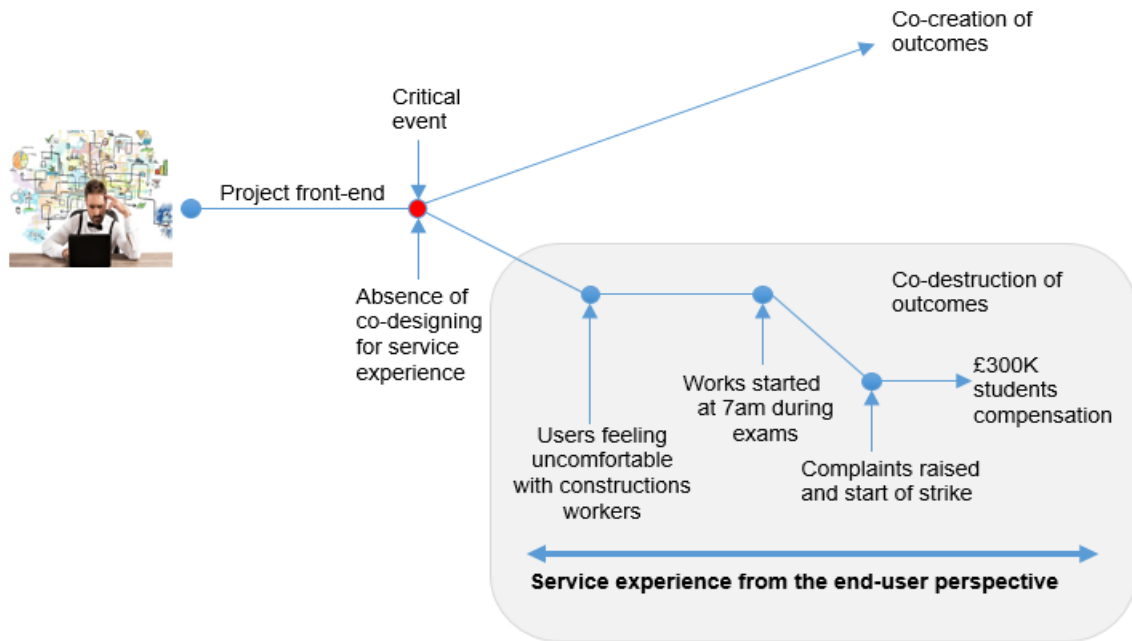 Co-creation of
outcomes
Critical
event
Project front-end
Absence of
co-designing
for service
experience
Co-destruction of
outcomes
Users feeling
uncomfortable
with constructions
workers
Works started
at 7am during
exams
Complaints raised
and start of strike
£300K
students
compensation
Service experience from the end-user perspective